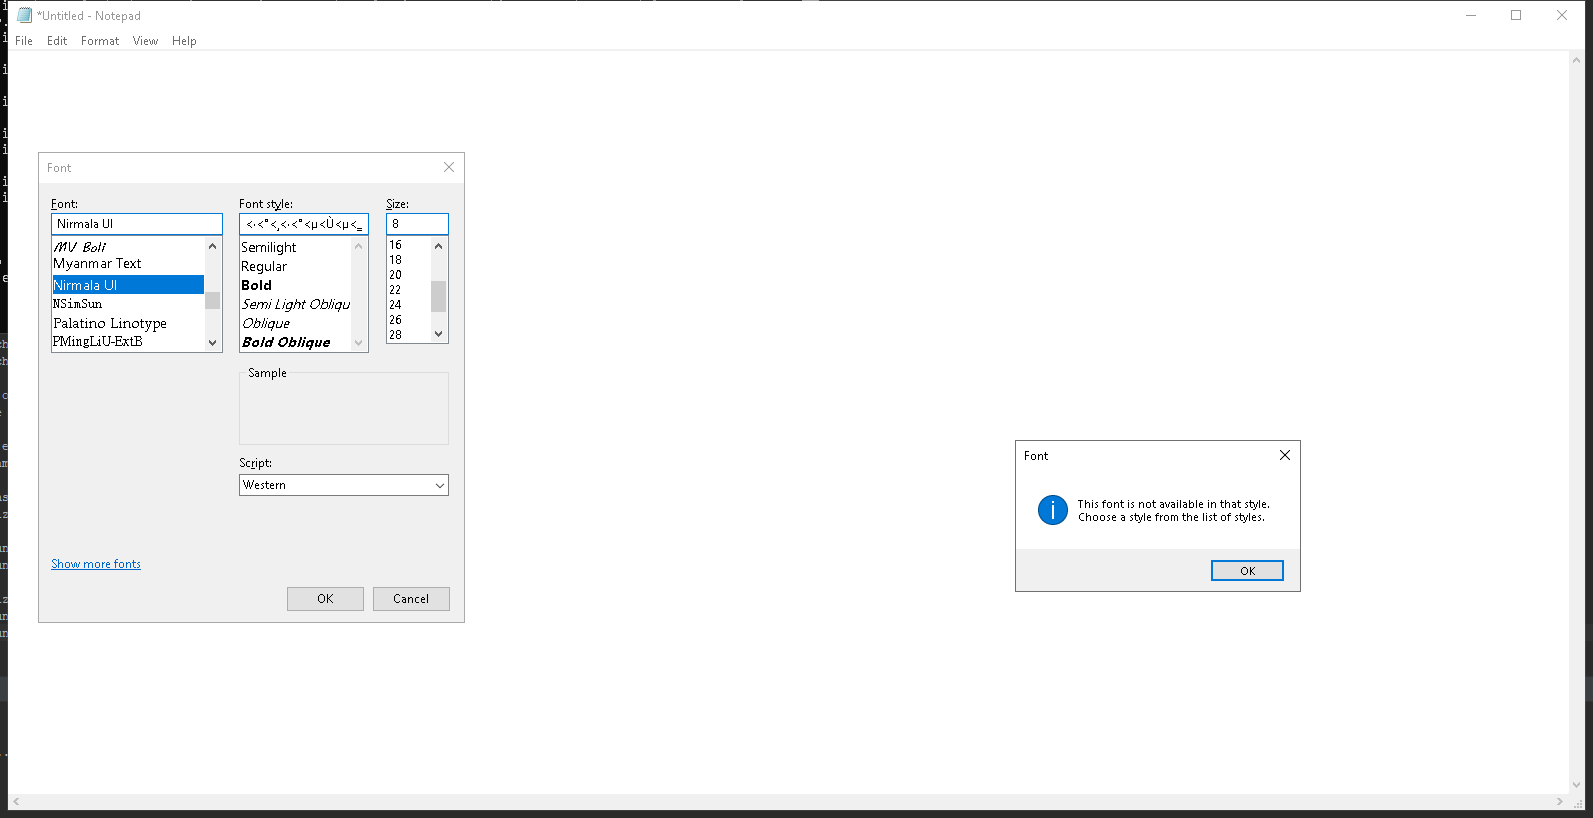 *Untitled - Notepad
File Edit Format View Help
Font
Font: Font style: Size:
Nirmala UI <·<°<,<·<°<µ<Ù<µ<_ 8
MV Boli
Myanmar Text
Nirmala UI
NSimSun
Palatino Linotype
PMingLiU-ExtB
Semilight
Regular
Bold
Semi Light Obliqu
Oblique
Bold Oblique
16
18
20
22
24
26
28
Sample
Script:
Western
Show more fonts
OK Cancel
Font
This font is not available in that style.
Choose a style from the list of styles.
OK